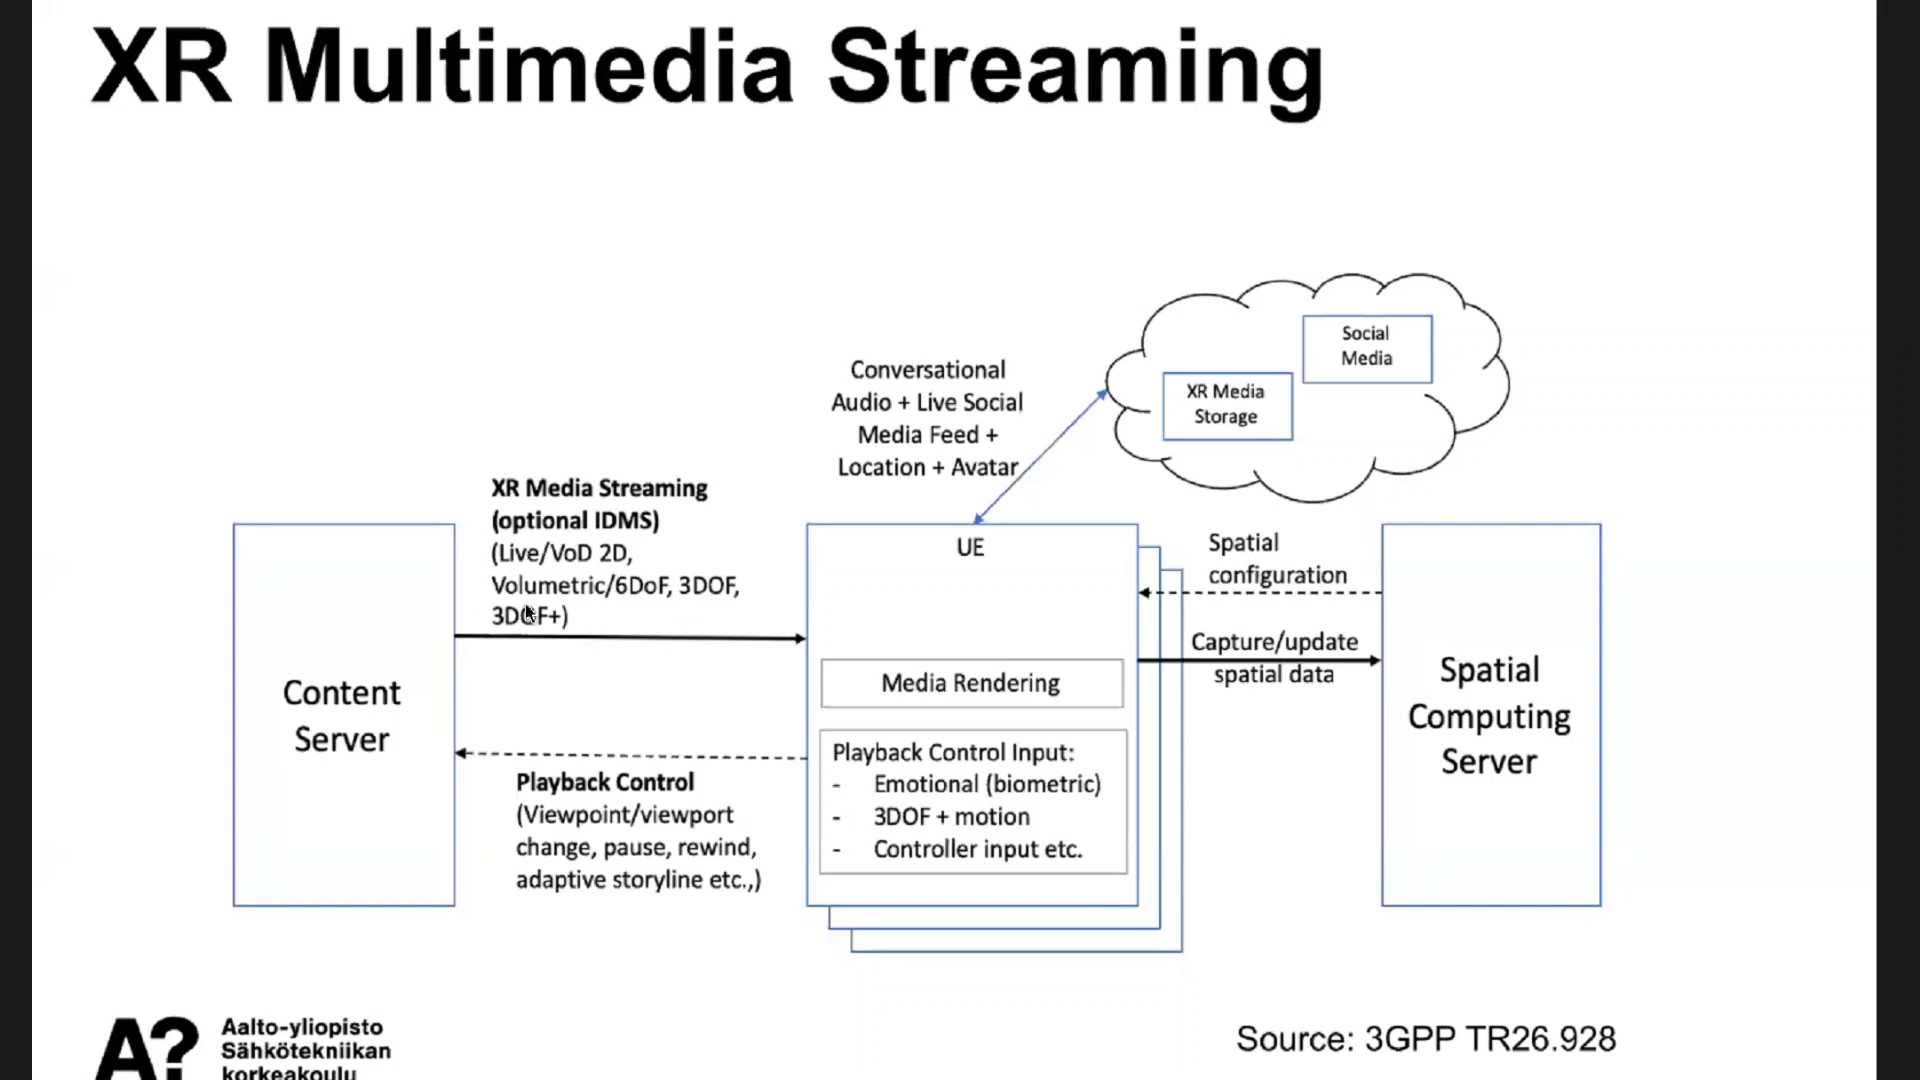 XR Multimedia Streaming
Social
Media
XR Media
Storage
Conversational
Audio + Live Social
Media Feed +
Location + Avatar
XR Media Streaming
(optional IDMS)
(Live/VoD 2D,
Volumetric/6DoF, 3DOF,
3DOF+)
Content
Server
Playback Control
(Viewpoint/viewport
change, pause, rewind,
adaptive storyline etc.,)
UE
Media Rendering
Playback Control Input:
- Emotional (biometric)
- 3DOF + motion
- Controller input etc.
Spatial
configuration
Capture/update
spatial data
Spatial
Computing
Server
A?
Aalto-yliopisto
Sähkötekniikan
korkeakoulu
Source: 3GPP TR26.928